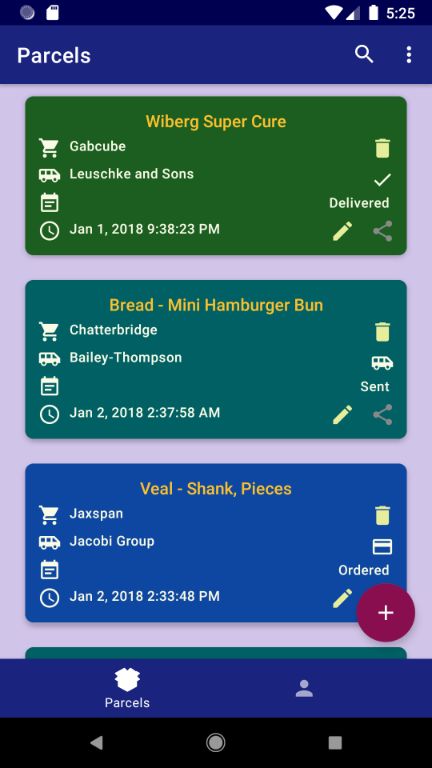 5:25
Parcels
Wiberg Super Cure
Gabcube
Leuschke and Sons
Delivered
Jan 1, 2018 9:38:23 PM
Bread - Mini Hamburger Bun
Chatterbridge
Bailey-Thompson
Sent
Jan 2, 2018 2:37:58 AM
Veal - Shank, Pieces
Jaxspan
Jacobi Group
Ordered
Jan 2, 2018 2:33:48 PM
Parcels